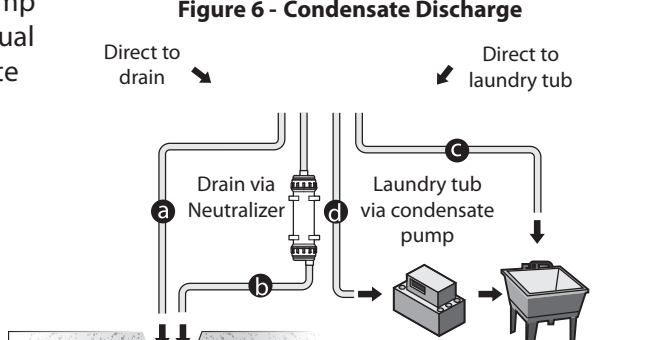 Figure 6 - Condensate Discharge
ual
Direct to
drain
Direct to
laundry tub
c
Drain via
Neutralizer
a
d
Laundry tub
via condensate
pump
b